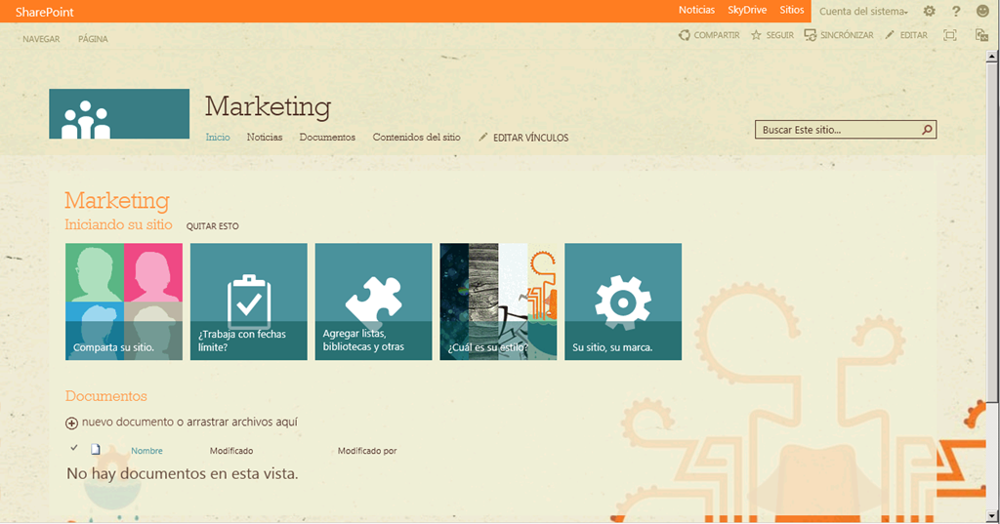 SharePoint
Noticias SkyDrive Sitios Cuenta del sistema ?
NAVEGAR PÁGINA COMPARTIR SEGUIR SINCRÓNIZAR EDITAR
Marketing
Inicio Noticias Documentos Contenidos del sitio EDITAR VÍNCULOS
Buscar Este sitio...
Marketing
Iniciando su sitio QUITAR ESTO
Comparta su sitio.
¿Trabaja con fechas
límite?
Agregar listas,
bibliotecas y otras
¿Cuál es su estilo?
Su sitio, su marca.
Documentos
nuevo documento o arrastrar archivos aquí
Nombre Modificado Modificado por
No hay documentos en esta vista.